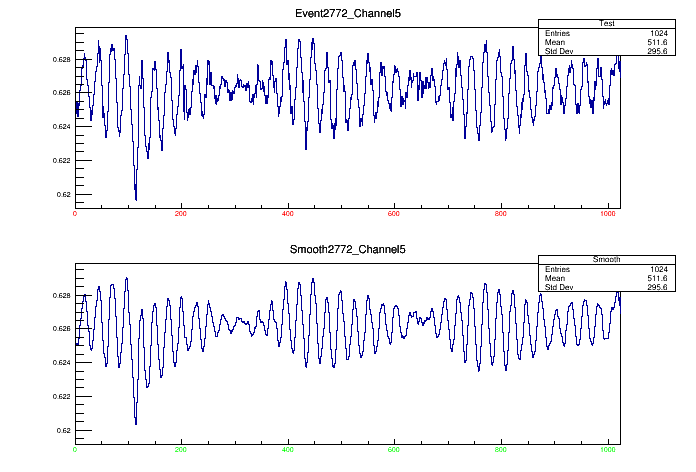 Event2772_Channel5
Test
Entries 1024
Mean 511.6
Std Dev 295.6
0.628
0.626
0.624
0.622
0.62
0 200 400 600 800 1000
Smooth2772_Channel5
Smooth
Entries 1024
Mean 511.6
Std Dev 295.6
0.628
0.626
0.624
0.622
0.62
0 200 400 600 800 1000